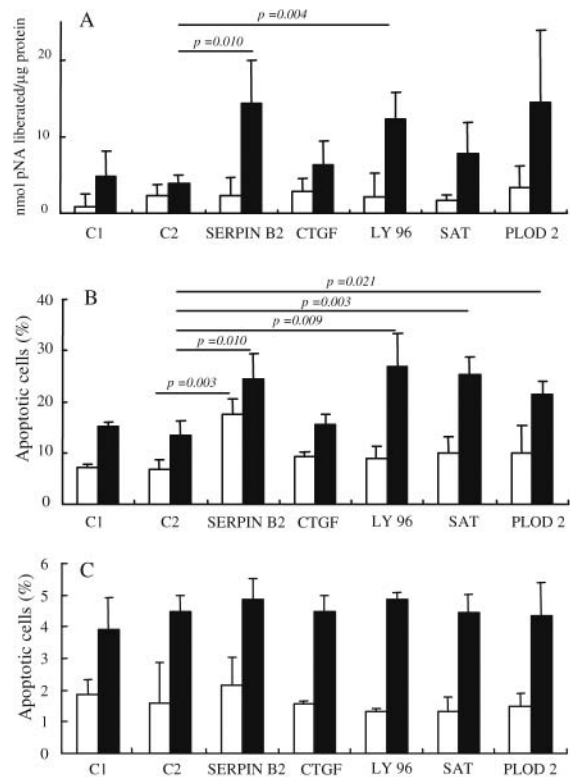 A
nmol pNA liberated/µg protein
p =0.004
p =0.010
20
10
0
C1 C2 SERPIN B2 CTGF LY 96 SAT PLOD 2
B
Apoptotic cells (%)
p =0.021
p =0.003
p =0.009
p =0.010
p =0.003
40
30
20
10
0
C1 C2 SERPIN B2 CTGF LY 96 SAT PLOD 2
C
Apoptotic cells (%)
6
5
4
3
2
1
0
C1 C2 SERPIN B2 CTGF LY 96 SAT PLOD 2